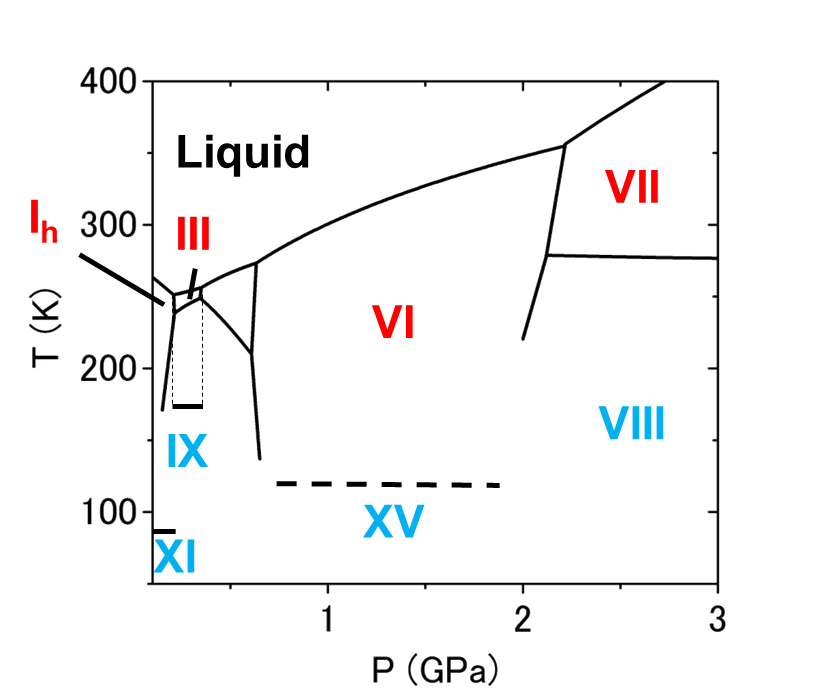 400
Liquid
VII
Iₕ
III
300
VI
T (K)
200
VIII
IX
XV
100
XI
1
2
3
P (GPa)